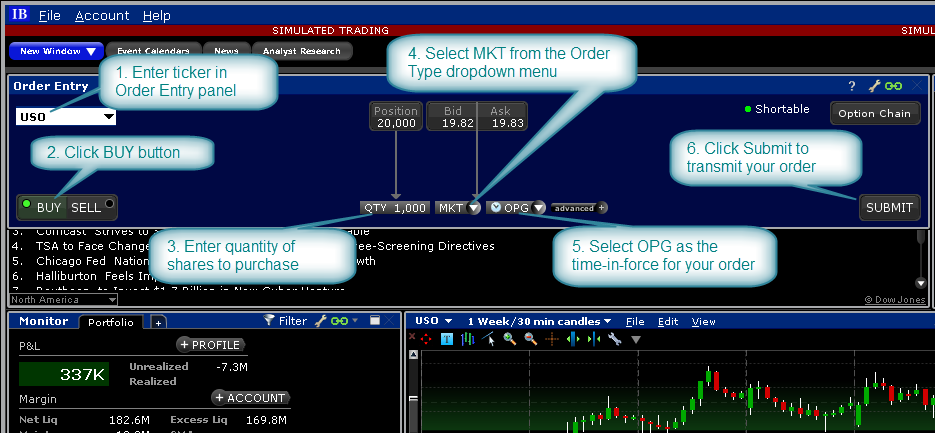 IB File Account Help
SIMULATED TRADING SIMUL
New Window Event Calendars News Analyst Research
4. Select MKT from the Order
Type dropdown menu
1. Enter ticker in
Order Entry panel
Order Entry ?
USO
Position
20,000
Bid Ask
19.82 19.83
Shortable
Option Chain
2. Click BUY button
6. Click Submit to
transmit your order
BUY SELL
QTY 1,000 MKT OPG advanced +
SUBMIT
3. Enter quantity of
shares to purchase
5. Select OPG as the
time-in-force for your order
3. Comcast Strives to
4. TSA to Face Change ree-Screening Directives
5. Chicago Fed Nation wth
6. Halliburton Feels Im
North America
© Dow Jones
Monitor Portfolio + Filter
P&L + PROFILE
337K
Unrealized -7.3M
Realized
Margin + ACCOUNT
Net Liq 182.6M Excess Liq 169.8M
USO 1 Week/30 min candles File Edit View
T